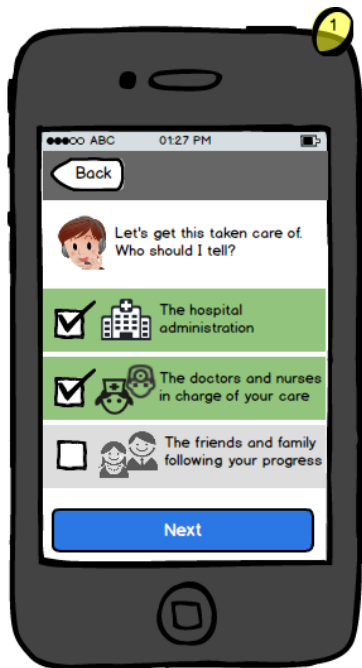 1
ABC 01:27 PM
Back
Let's get this taken care of.
Who should I tell?
The hospital
administration
The doctors and nurses
in charge of your care
The friends and family
following your progress
Next